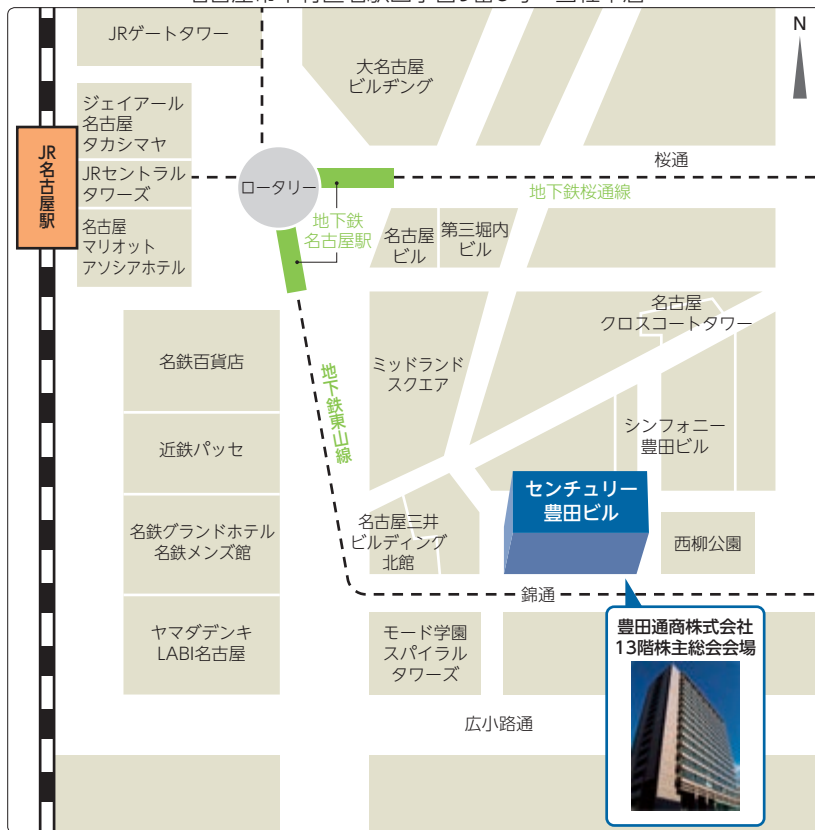 N
JRゲートタワー
大名古屋
ビルヂング
ジェイアール
名古屋
タカシマヤ
JR名古屋駅
JRセントラル
タワーズ
ロータリー
桜通
地下鉄桜通線
名古屋
マリオット
アソシアホテル
地下鉄
名古屋駅
名古屋
ビル
第三堀内
ビル
名古屋
クロスコートタワー
名鉄百貨店
地下鉄東山線
ミッドランド
スクエア
近鉄パッセ
シンフォニー
豊田ビル
センチュリー
豊田ビル
名鉄グランドホテル
名鉄メンズ館
名古屋三井
ビルディング
北館
西柳公園
錦通
ヤマダデンキ
LABI名古屋
モード学園
スパイラル
タワーズ
豊田通商株式会社
13階株主総会会場
広小路通